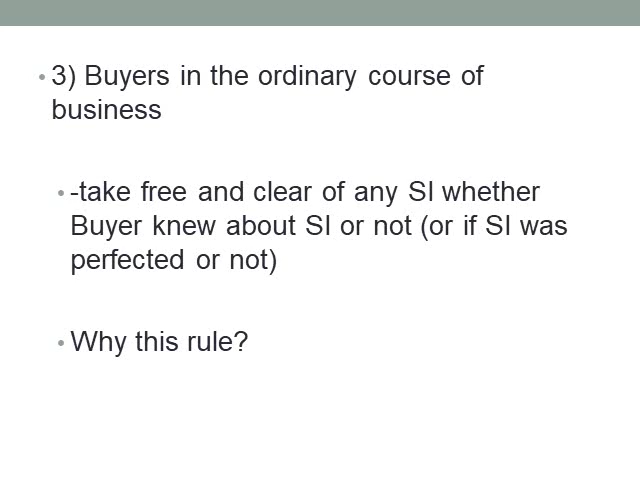 • 3) Buyers in the ordinary course of
business
• -take free and clear of any SI whether
Buyer knew about SI or not (or if SI was
perfected or not)
• Why this rule?